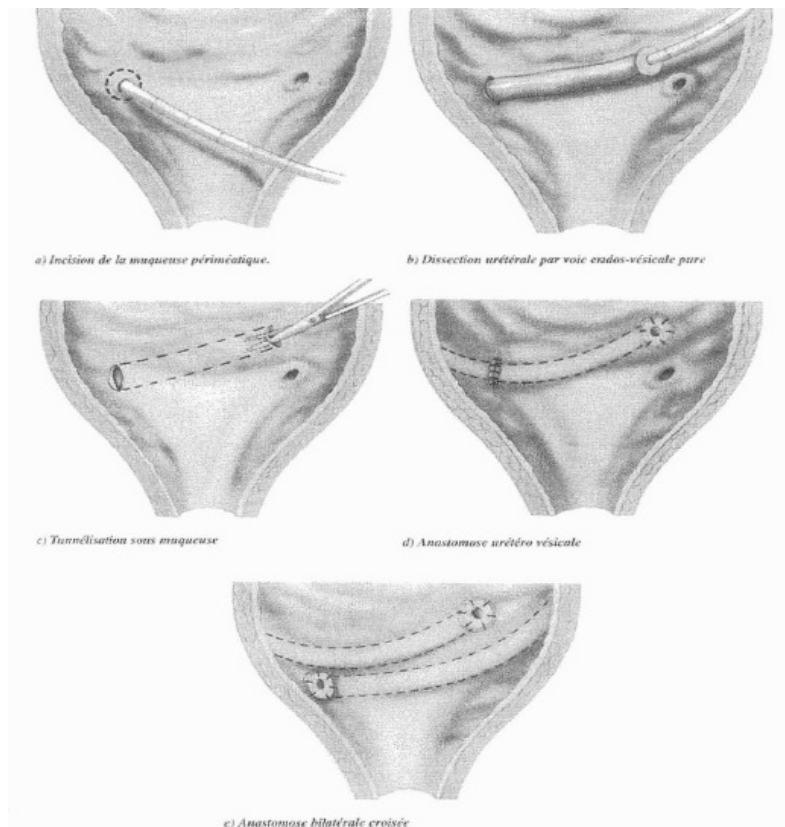 a) Incision de la muqueuse périméatique.
b) Dissection urétérale par voie endos-vésicale pure
c) Tunnélisation sous muqueuse
d) Anastomose urétéro vésicale
e) Anastomose bilatérale croisée